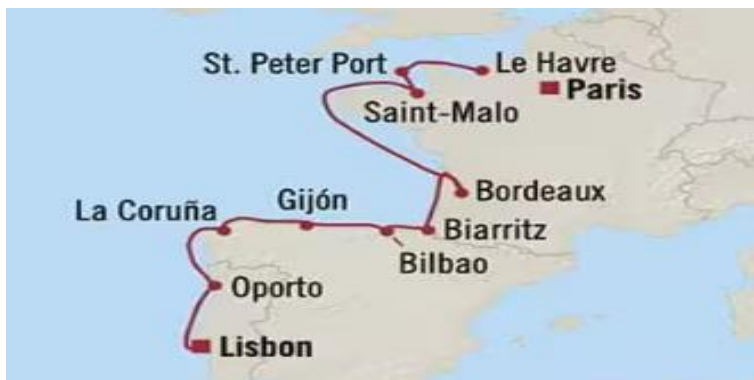 St. Peter Port
Le Havre
Paris
Saint-Malo
Bordeaux
La Coruña
Gijón
Biarritz
Bilbao
Oporto
Lisbon